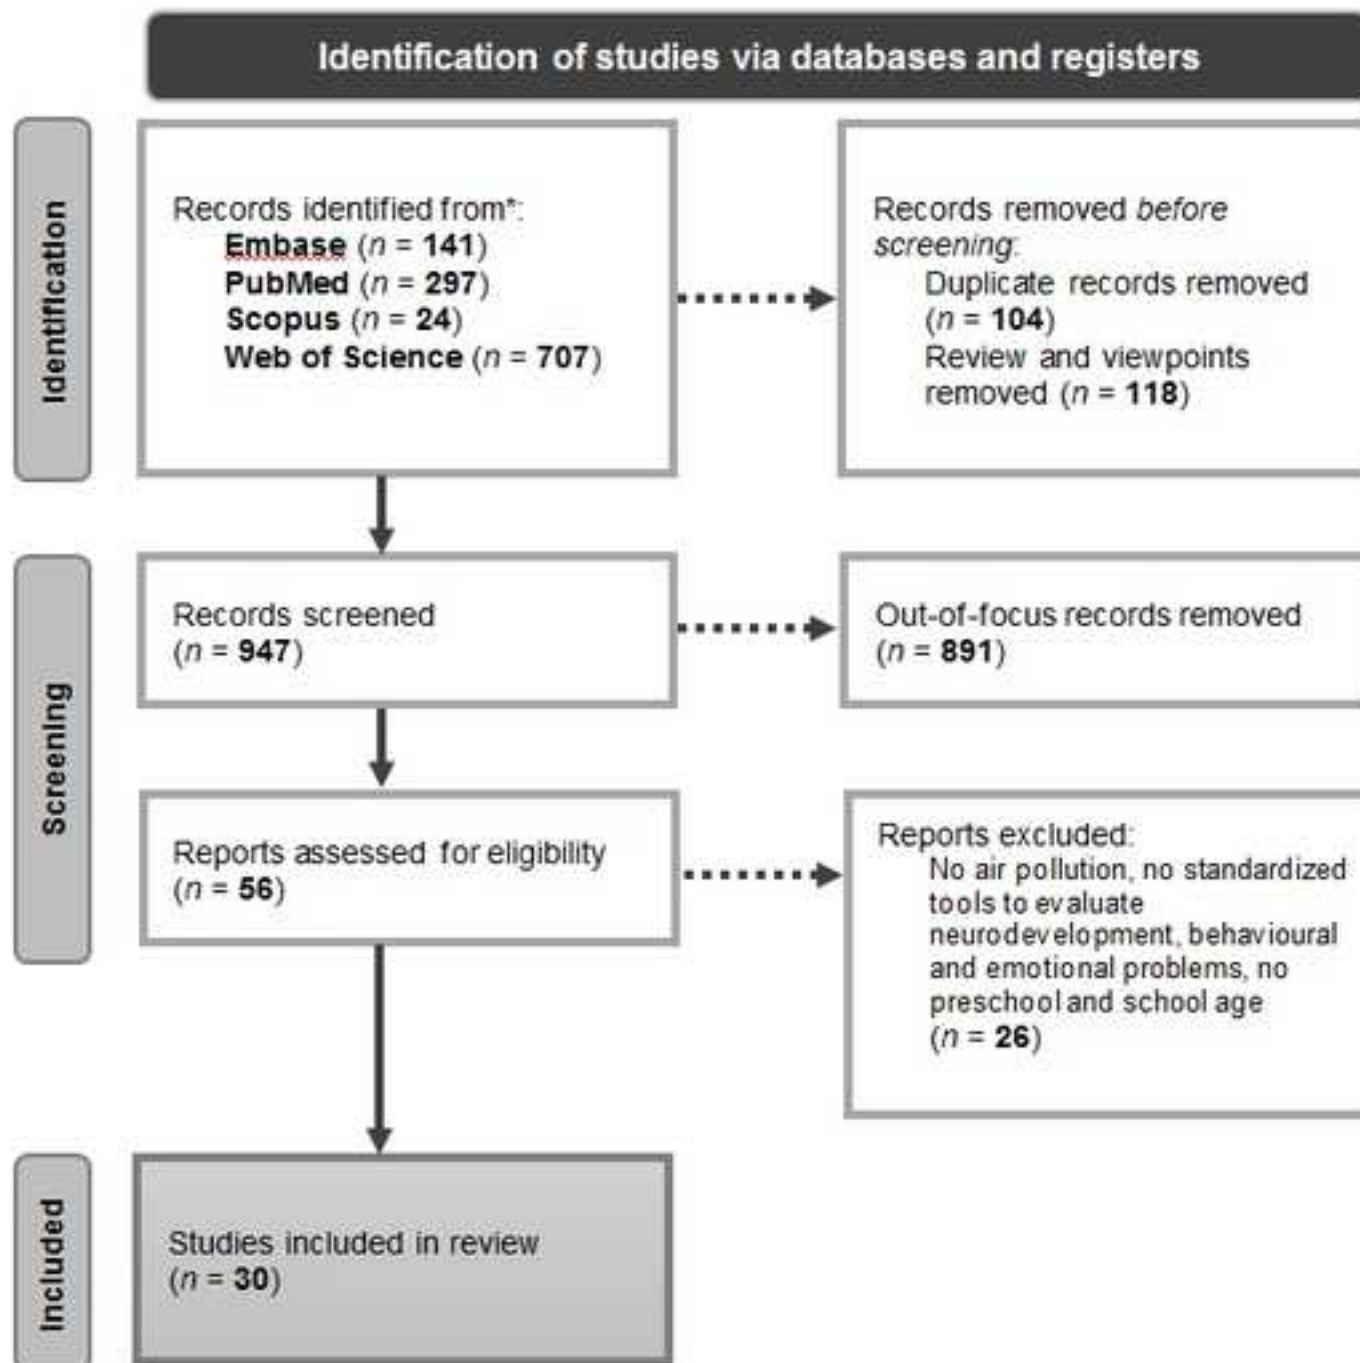 Identification of studies via databases and registers
Identification
Records identified from*:
Embase (n = 141)
PubMed (n = 297)
Scopus (n = 24)
Web of Science (n = 707)
Records removed before
screening:
Duplicate records removed
(n = 104)
Review and viewpoints
removed (n = 118)
Screening
Records screened
(n = 947)
Out-of-focus records removed
(n = 891)
Reports assessed for eligibility
(n = 56)
Reports excluded:
No air pollution, no standardized
tools to evaluate
neurodevelopment, behavioural
and emotional problems, no
preschool and school age
(n = 26)
Included
Studies included in review
(n = 30)